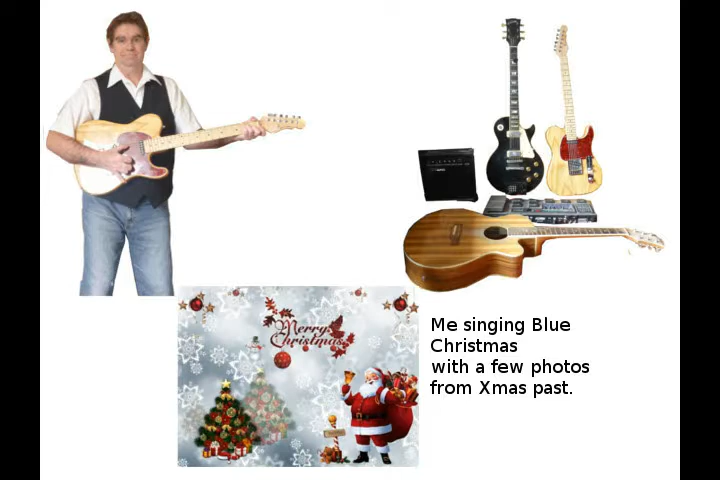 Merry
Christmas
Me singing Blue
Christmas
with a few photos
from Xmas past.